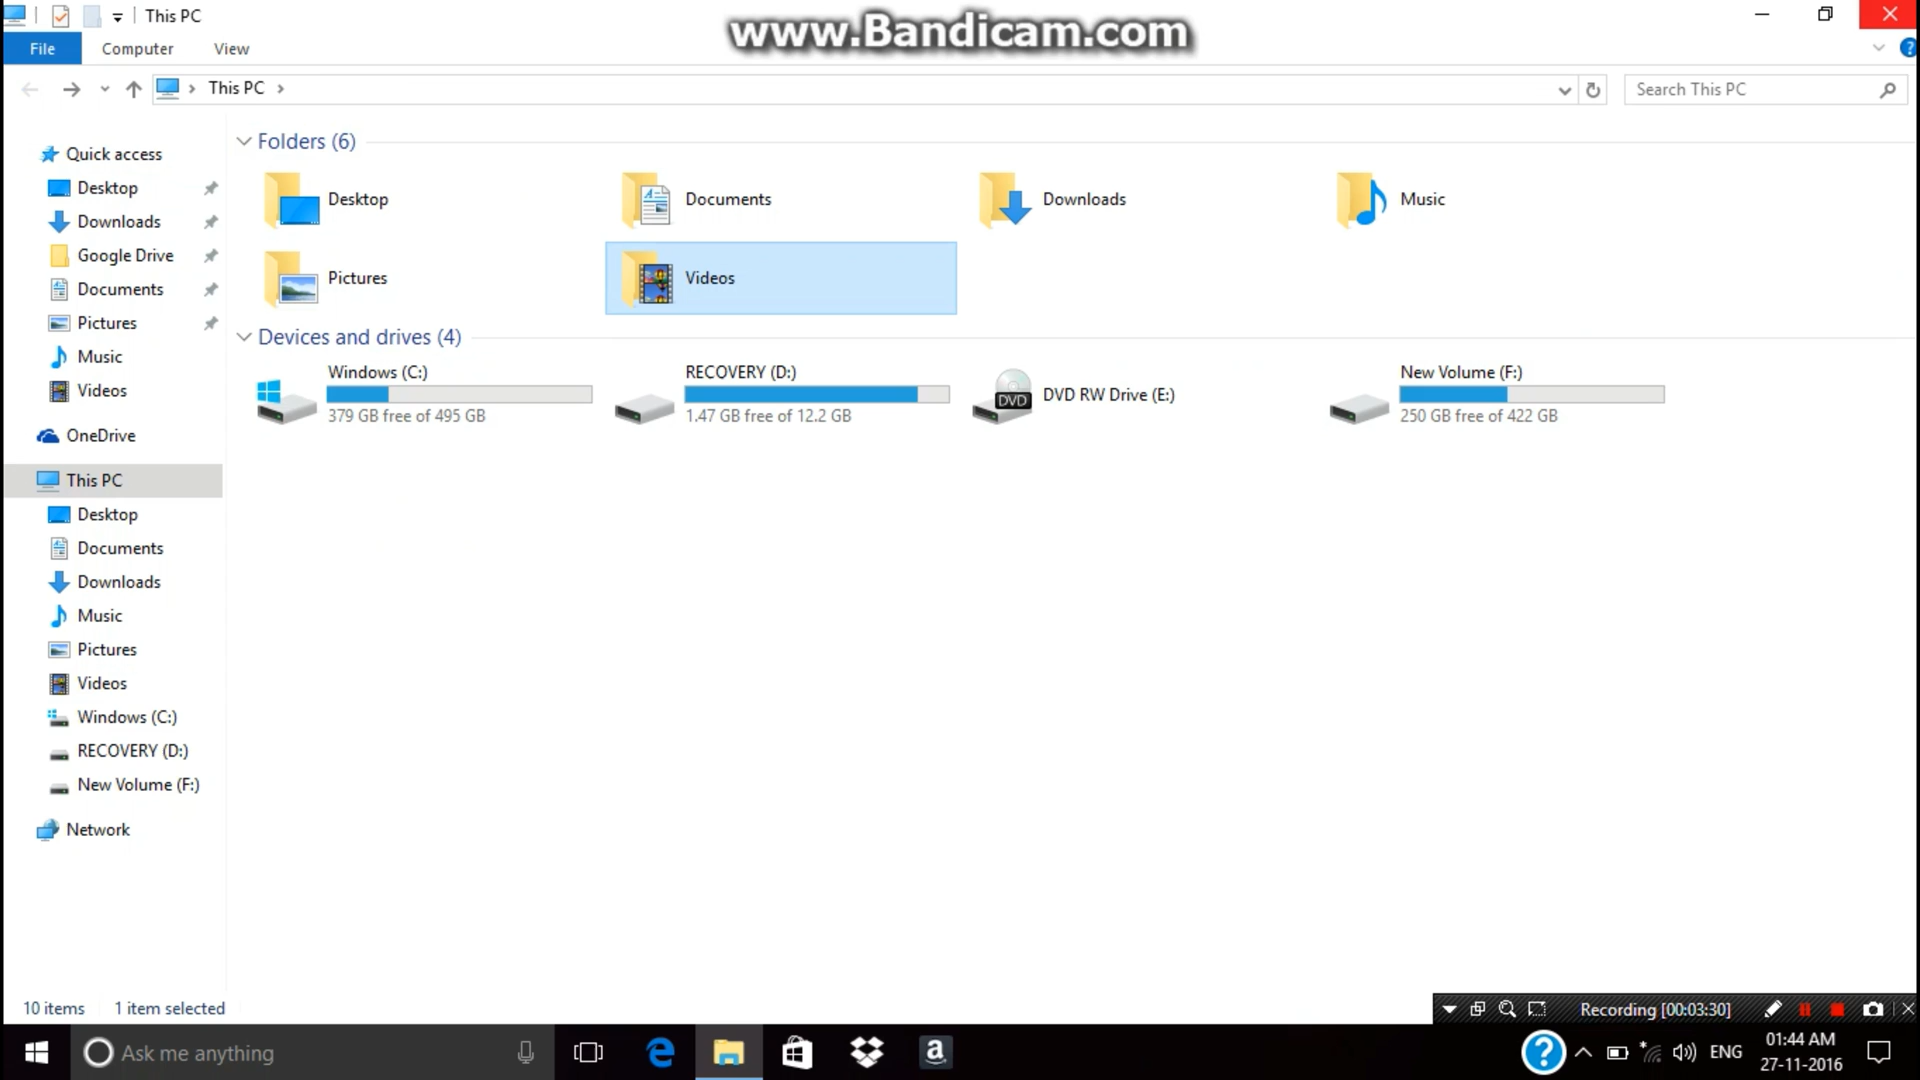 This PC
www.Bandicam.com
File Computer View
This PC
Search This PC
Quick access
Desktop
Downloads
Google Drive
Documents
Pictures
Music
Videos
OneDrive
This PC
Desktop
Documents
Downloads
Music
Pictures
Videos
Windows (C:)
RECOVERY (D:)
New Volume (F:)
Network
Folders (6)
Desktop
Documents
Downloads
Music
Pictures
Videos
Devices and drives (4)
Windows (C:)
379 GB free of 495 GB
RECOVERY (D:)
1.47 GB free of 12.2 GB
DVD
DVD RW Drive (E:)
New Volume (F:)
250 GB free of 422 GB
10 items 1 item selected
Recording [00:03:30]
Ask me anything
a
?
ENG
01:44 AM
27-11-2016